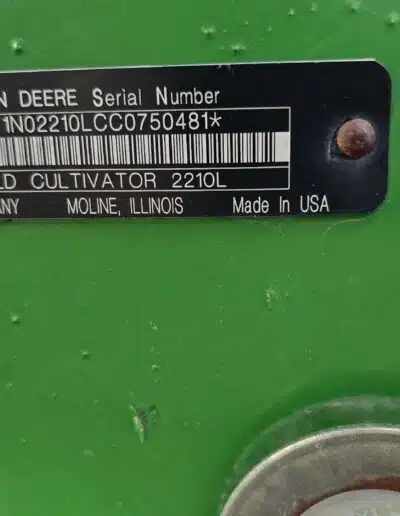 N DEERE Serial Number
1N02210LCC0750481*
LD CULTIVATOR 2210L
ANY MOLINE, ILLINOIS Made In USA